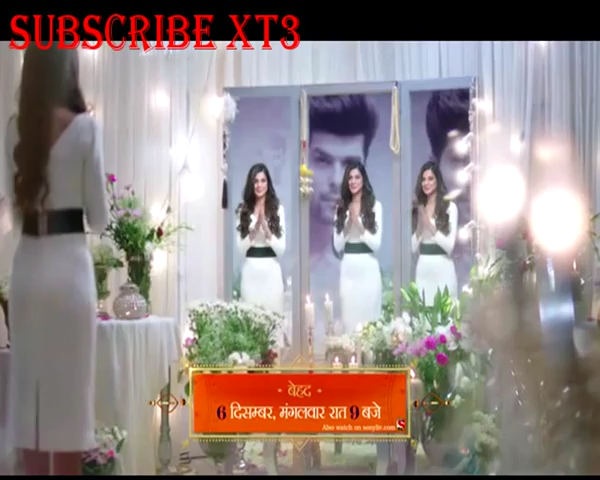 SUBSCRIBE XT3
बेहद
6 दिसम्बर, मंगलवार रात 9 बजे
Also watch on sonyliv.com